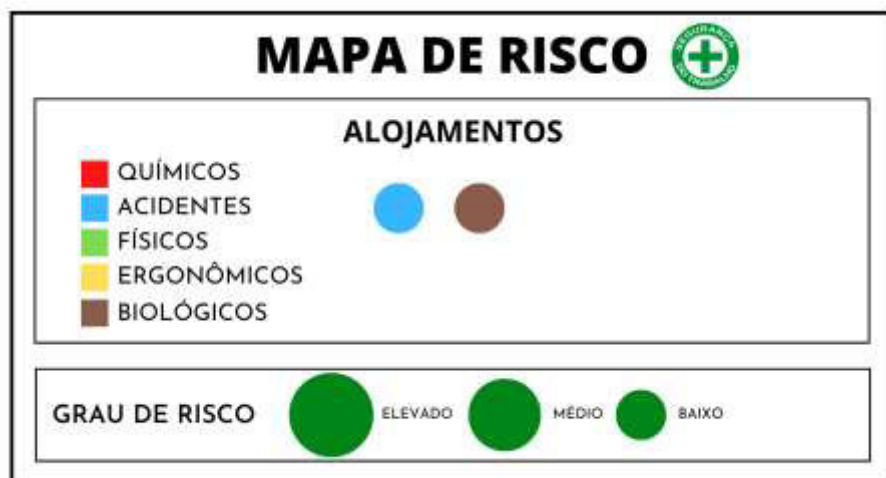 MAPA DE RISCO
SEGURANÇA
DO TRABALHO
ALOJAMENTOS
QUÍMICOS
ACIDENTES
FÍSICOS
ERGONÔMICOS
BIOLÓGICOS
GRAU DE RISCO
ELEVADO
MÉDIO
BAIXO